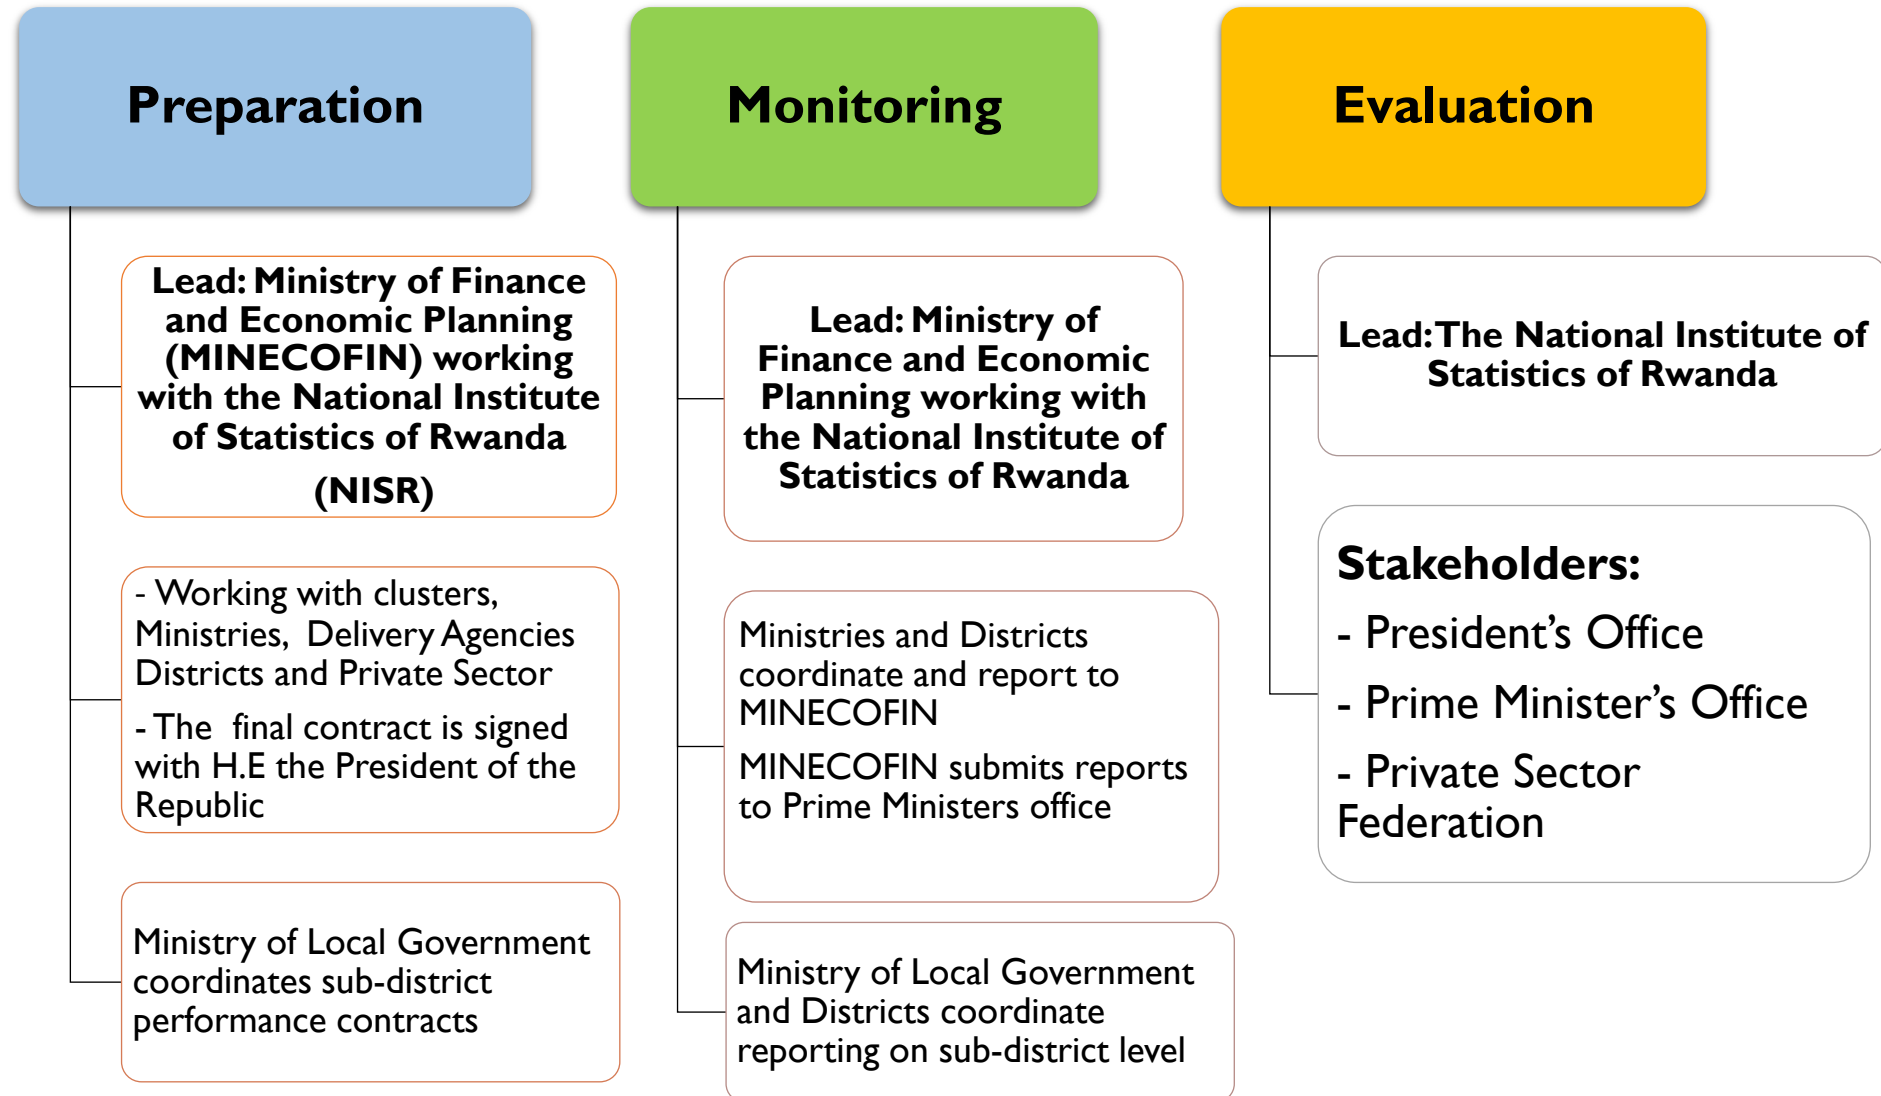 Preparation
Lead: Ministry of Finance
and Economic Planning
(MINECOFIN) working
with the National Institute
of Statistics of Rwanda
(NISR)
- Working with clusters,
Ministries, Delivery Agencies
Districts and Private Sector
- The final contract is signed
with H.E the President of the
Republic
Ministry of Local Government
coordinates sub-district
performance contracts
Monitoring
Lead: Ministry of
Finance and Economic
Planning working with
the National Institute of
Statistics of Rwanda
Ministries and Districts
coordinate and report to
MINECOFIN
MINECOFIN submits reports
to Prime Ministers office
Ministry of Local Government
and Districts coordinate
reporting on sub-district level
Evaluation
Lead: The National Institute of
Statistics of Rwanda
Stakeholders:
- President’s Office
- Prime Minister’s Office
- Private Sector
Federation